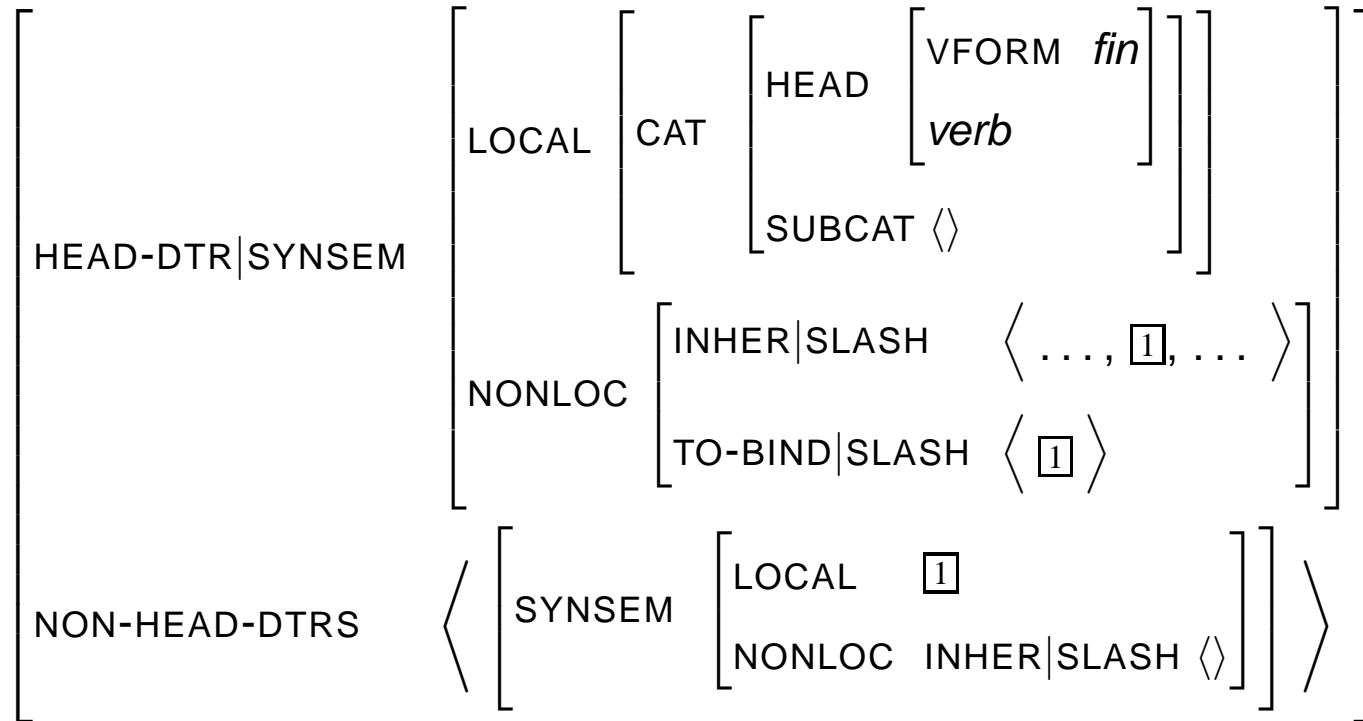 VFORM fin
HEAD
verb
LOCAL CAT
SUBCAT ⟨⟩
HEAD-DTR|SYNSEM
INHER|SLASH ⟨ ..., 1, ... ⟩
NONLOC
TO-BIND|SLASH ⟨ 1 ⟩
LOCAL 1
SYNSEM
NON-HEAD-DTRS
NONLOC INHER|SLASH ⟨⟩